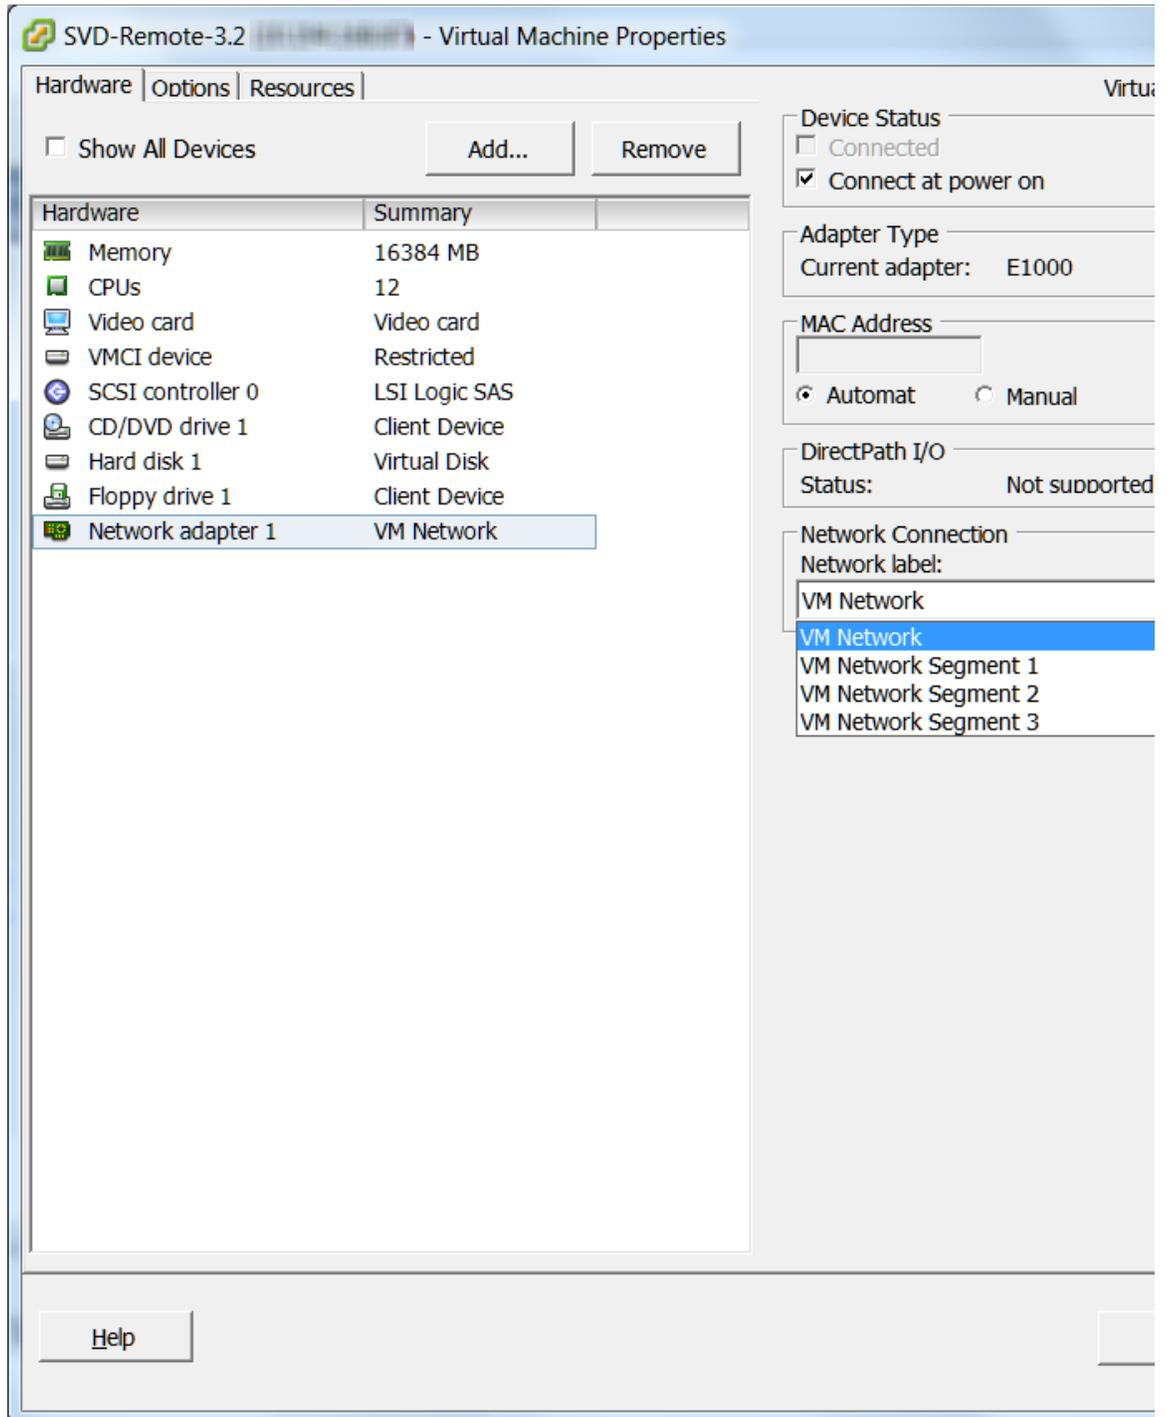 SVD-Remote-3.2 - Virtual Machine Properties
Hardware Options Resources
Virtua
Show All Devices
Add...
Remove
Hardware Summary
Memory 16384 MB
CPUs 12
Video card Video card
VMCI device Restricted
SCSI controller 0 LSI Logic SAS
CD/DVD drive 1 Client Device
Hard disk 1 Virtual Disk
Floppy drive 1 Client Device
Network adapter 1 VM Network
Device Status
Connected
Connect at power on
Adapter Type
Current adapter: E1000
MAC Address
Automat Manual
DirectPath I/O
Status: Not supported
Network Connection
Network label:
VM Network
VM Network
VM Network Segment 1
VM Network Segment 2
VM Network Segment 3
Help